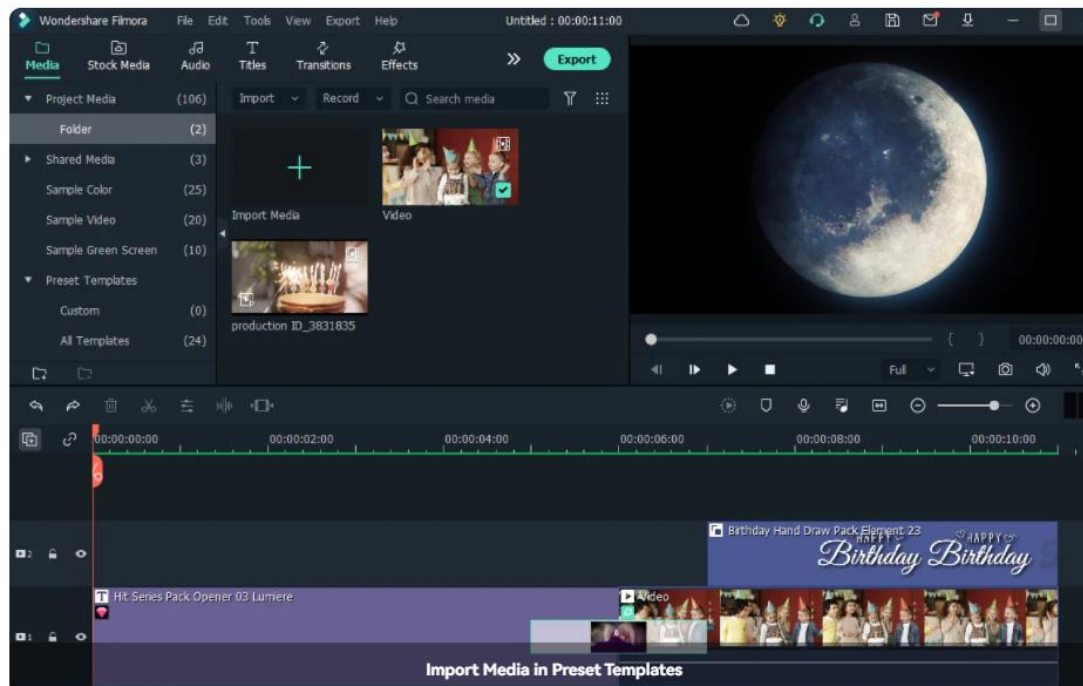 Wondershare Filmora File Edit Tools View Export Help Untitled : 00:00:11:00
Media Stock Media Audio Titles Transitions Effects Export
Project Media (106) Import Record Search media
Folder (2)
Shared Media (3)
Sample Color (25)
Sample Video (20) Import Media Video
Sample Green Screen (10)
Preset Templates
Custom (0)
production ID_3831835
All Templates (24)
00:00:00:00
Full
00:00:00:00 00:00:02:00 00:00:04:00 00:00:06:00 00:00:08:00 00:00:10:00
Birthday Hand Draw Pack Element 23
HAPPY HAPPY
Birthday Birthday
2
T Hit Series Pack Opener 03 Lumiere Video
1
Import Media in Preset Templates